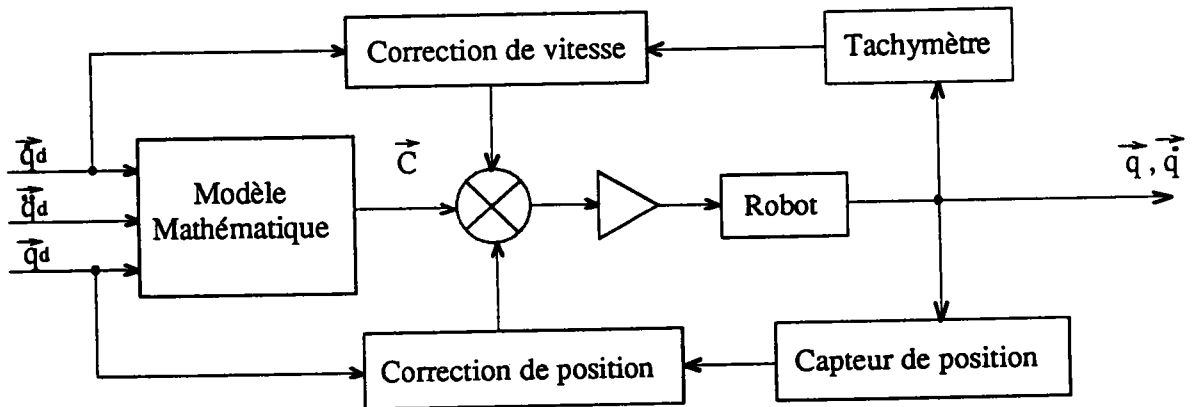 Correction de vitesse
Tachymètre
q̇d
C
q, q̇
Modèle
Mathématique
q̈d
Robot
qd
Correction de position
Capteur de position